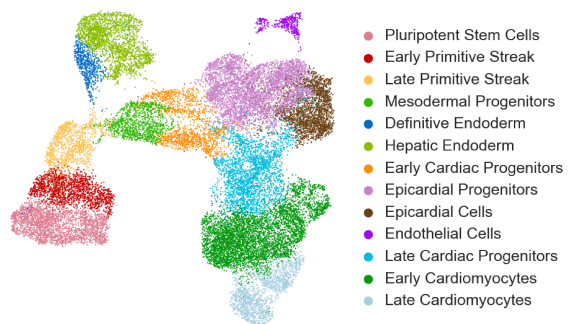 Pluripotent Stem Cells
Early Primitive Streak
Late Primitive Streak
Mesodermal Progenitors
Definitive Endoderm
Hepatic Endoderm
Early Cardiac Progenitors
Epicardial Progenitors
Epicardial Cells
Endothelial Cells
Late Cardiac Progenitors
Early Cardiomyocytes
Late Cardiomyocytes